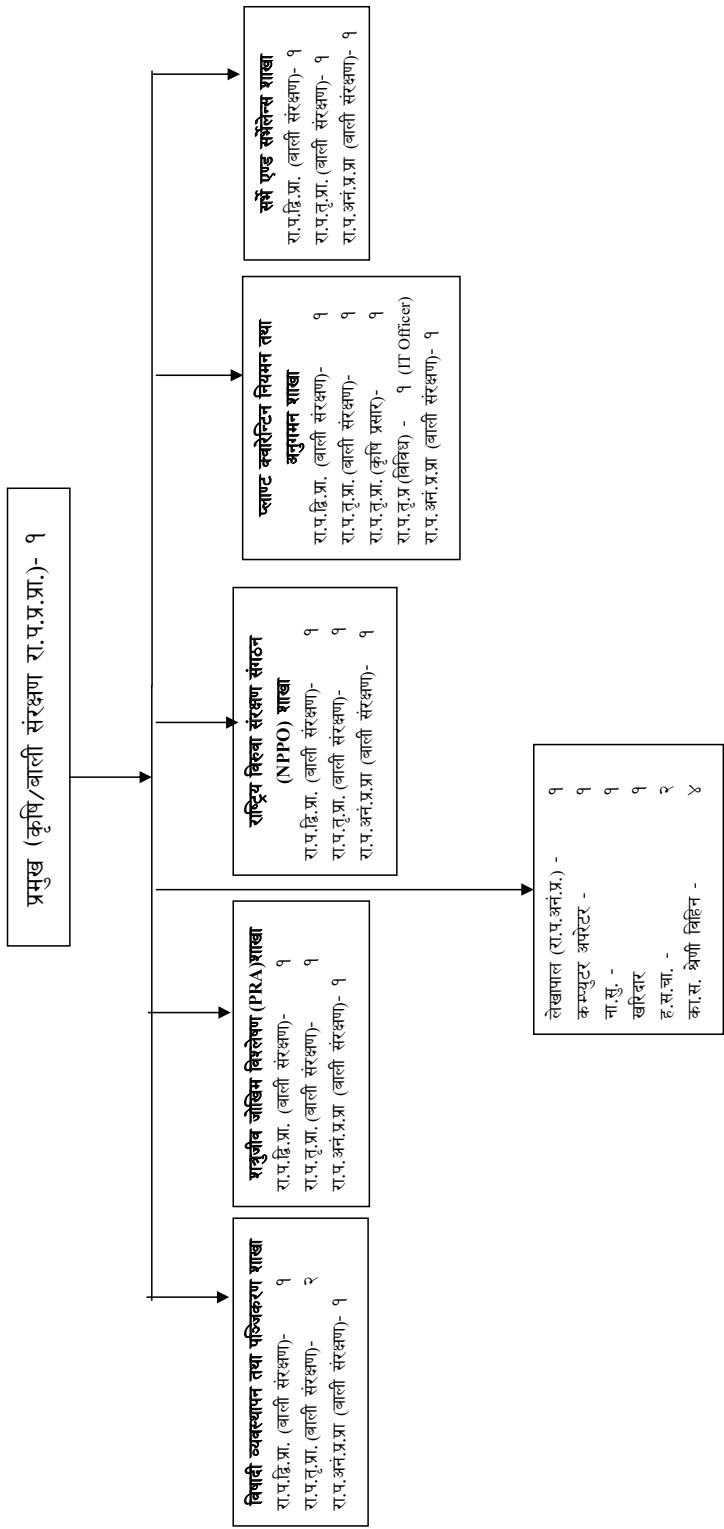 प्रमुख (कृषि/बाली संरक्षण रा.प.प्र.प्रा.)- १
विषादी व्यवस्थापन तथा पञ्जिकरण शाखा
रा.प.द्वि.प्रा. (बाली संरक्षण)- १
रा.प.तृ.प्रा. (बाली संरक्षण)- २
रा.प.अनं.प्र.प्रा (बाली संरक्षण)- १
शत्रुजीव जोखिम विश्लेषण (PRA)शाखा
रा.प.द्वि.प्रा. (बाली संरक्षण)- १
रा.प.तृ.प्रा. (बाली संरक्षण)- १
रा.प.अनं.प्र.प्रा (बाली संरक्षण)- १
राष्ट्रिय विरुवा संरक्षण संगठन
(NPPO) शाखा
रा.प.द्वि.प्रा. (बाली संरक्षण)- १
रा.प.तृ.प्रा. (बाली संरक्षण)- १
रा.प.अनं.प्र.प्रा (बाली संरक्षण)- १
प्लाण्ट क्वारेन्टिन नियमन तथा
अनुगमन शाखा
रा.प.द्वि.प्रा. (बाली संरक्षण)- १
रा.प.तृ.प्रा. (बाली संरक्षण)- १
रा.प.तृ.प्रा. (कृषि प्रसार)- १
रा.प.तृ.प्र (विविध) - १ (IT Officer)
रा.प.अनं.प्र.प्रा (बाली संरक्षण)- १
सर्भे एण्ड सर्भेलेन्स शाखा
रा.प.द्वि.प्रा. (बाली संरक्षण)- १
रा.प.तृ.प्रा. (बाली संरक्षण)- १
रा.प.अनं.प्र.प्रा (बाली संरक्षण)- १
लेखापाल (रा.प.अनं.प्र.) - १
कम्प्युटर अपरेटर - १
ना.सु. - १
खरिदार १
ह.स.चा. - २
का.स. श्रेणी विहिन - ४